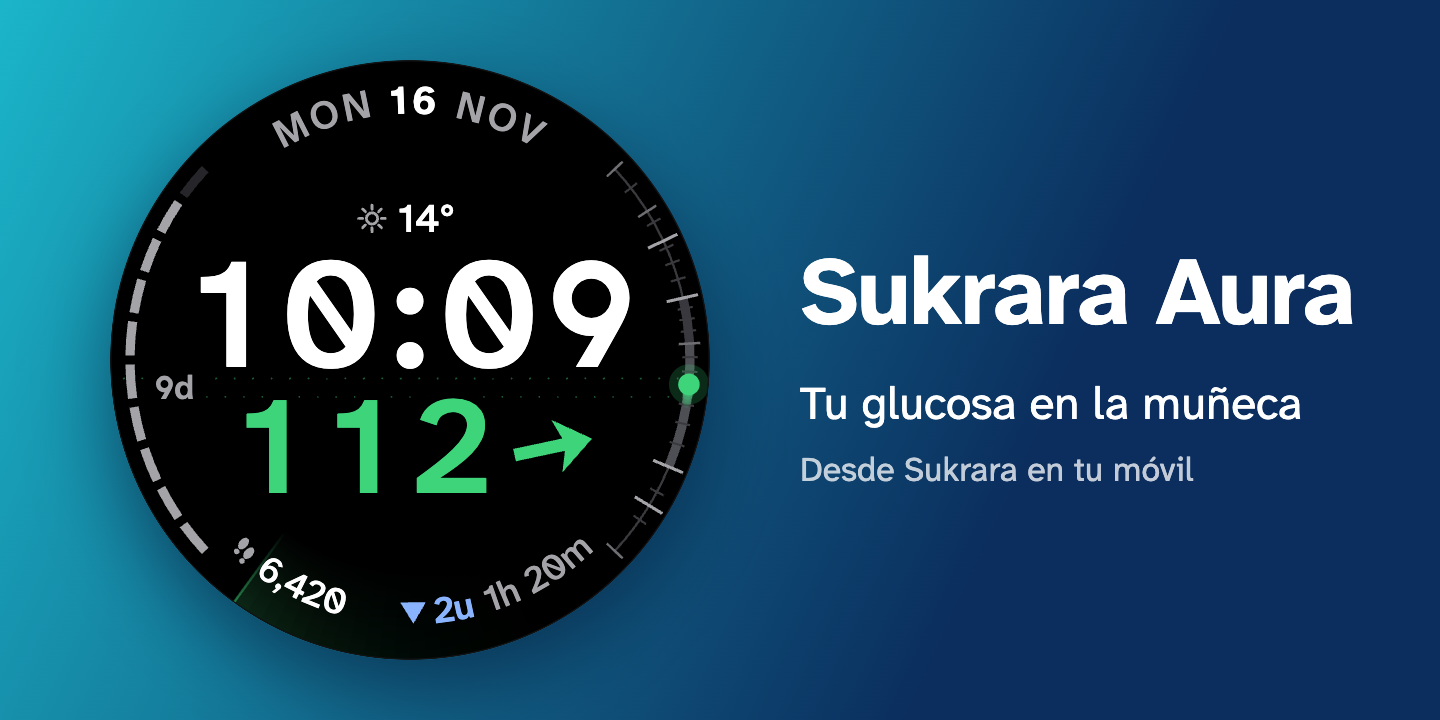 MON 16 NOV
14°
10:09
9d
112
6,420
2u 1h 20m
Sukrara Aura
Tu glucosa en la muñeca
Desde Sukrara en tu móvil